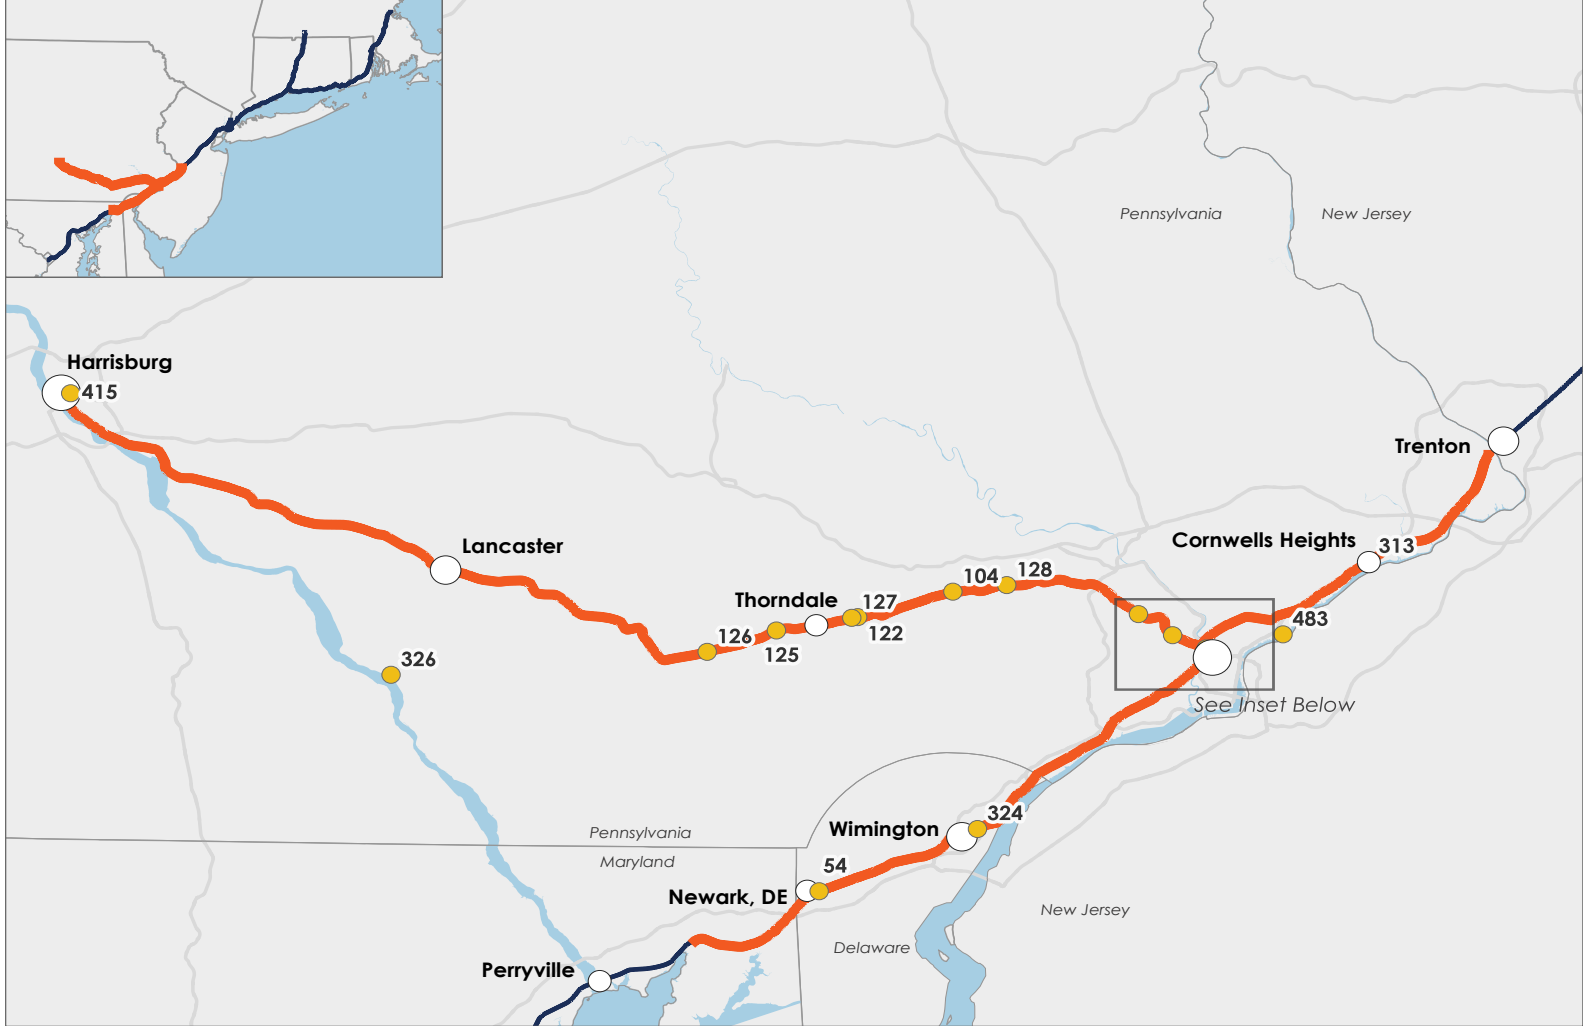 Pennsylvania
New Jersey
Harrisburg
415
Trenton
Cornwells Heights
313
Lancaster
104
128
Thorndale
127
126
122
125
483
326
See Inset Below
324
Wimington
Pennsylvania
Maryland
54
Newark, DE
New Jersey
Delaware
Perryville